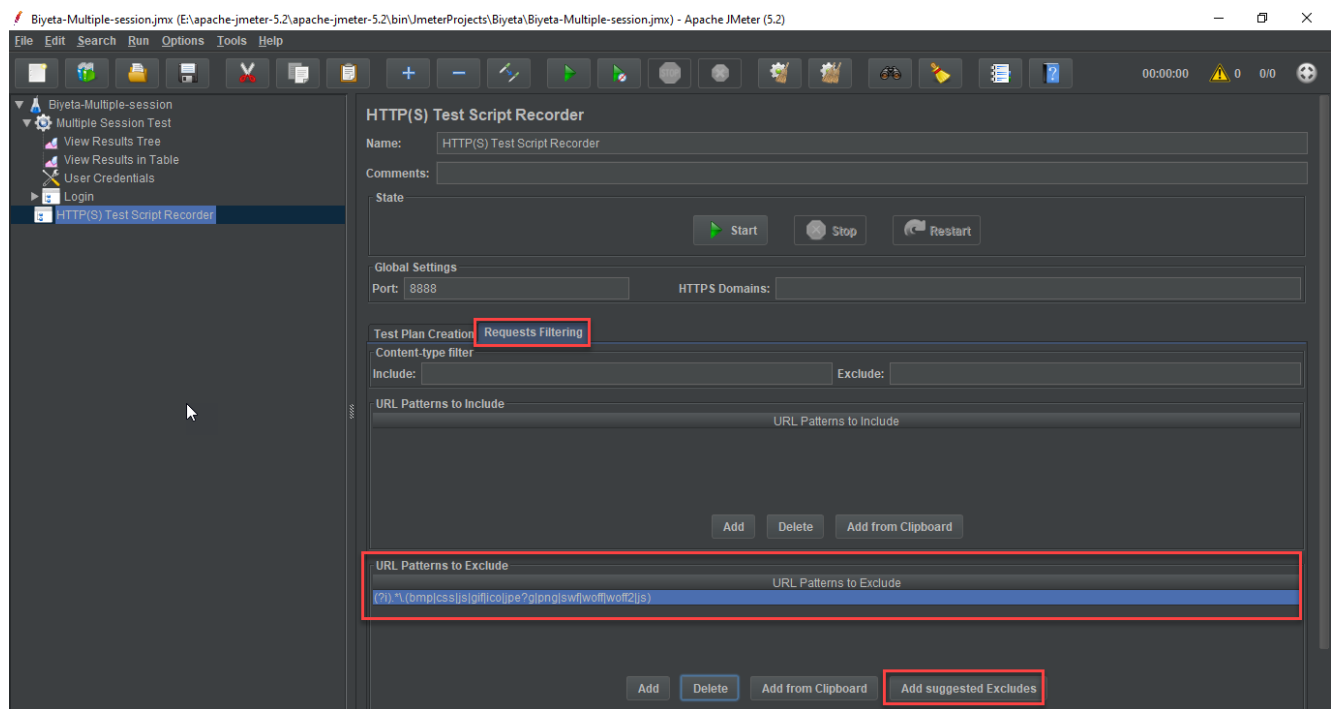 Biyeta-Multiple-session.jmx (E:\apache-jmeter-5.2\apache-jmeter-5.2\bin\JmeterProjects\Biyeta\Biyeta-Multiple-session.jmx) - Apache JMeter (5.2)
File Edit Search Run Options Tools Help
STOP 00:00:00 0 0/0
Biyeta-Multiple-session
Multiple Session Test
View Results Tree
View Results in Table
User Credentials
Login
HTTP(S) Test Script Recorder
HTTP(S) Test Script Recorder
Name: HTTP(S) Test Script Recorder
Comments:
State
Start Stop Restart
Global Settings
Port: 8888 HTTPS Domains:
Test Plan Creation Requests Filtering
Content-type filter
Include: Exclude:
URL Patterns to Include
URL Patterns to Include
Add Delete Add from Clipboard
URL Patterns to Exclude
URL Patterns to Exclude
(?i).*\.(bmp|css|js|gif|ico|jpe?g|png|swf|woff|woff2|js)
Add Delete Add from Clipboard Add suggested Excludes